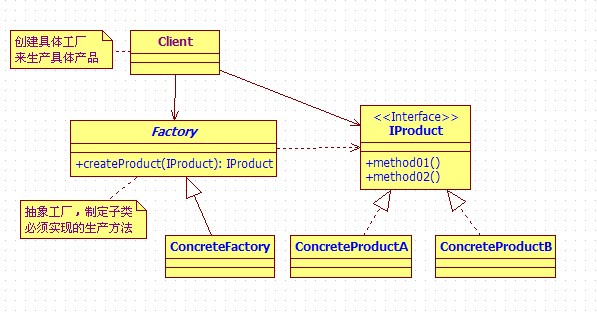 创建具体工厂
来生产具体产品
Client
Factory
+createProduct(IProduct): IProduct
<<Interface>>
IProduct
+method01()
+method02()
抽象工厂，制定子类
必须实现的生产方法
ConcreteFactory
ConcreteProductA
ConcreteProductB